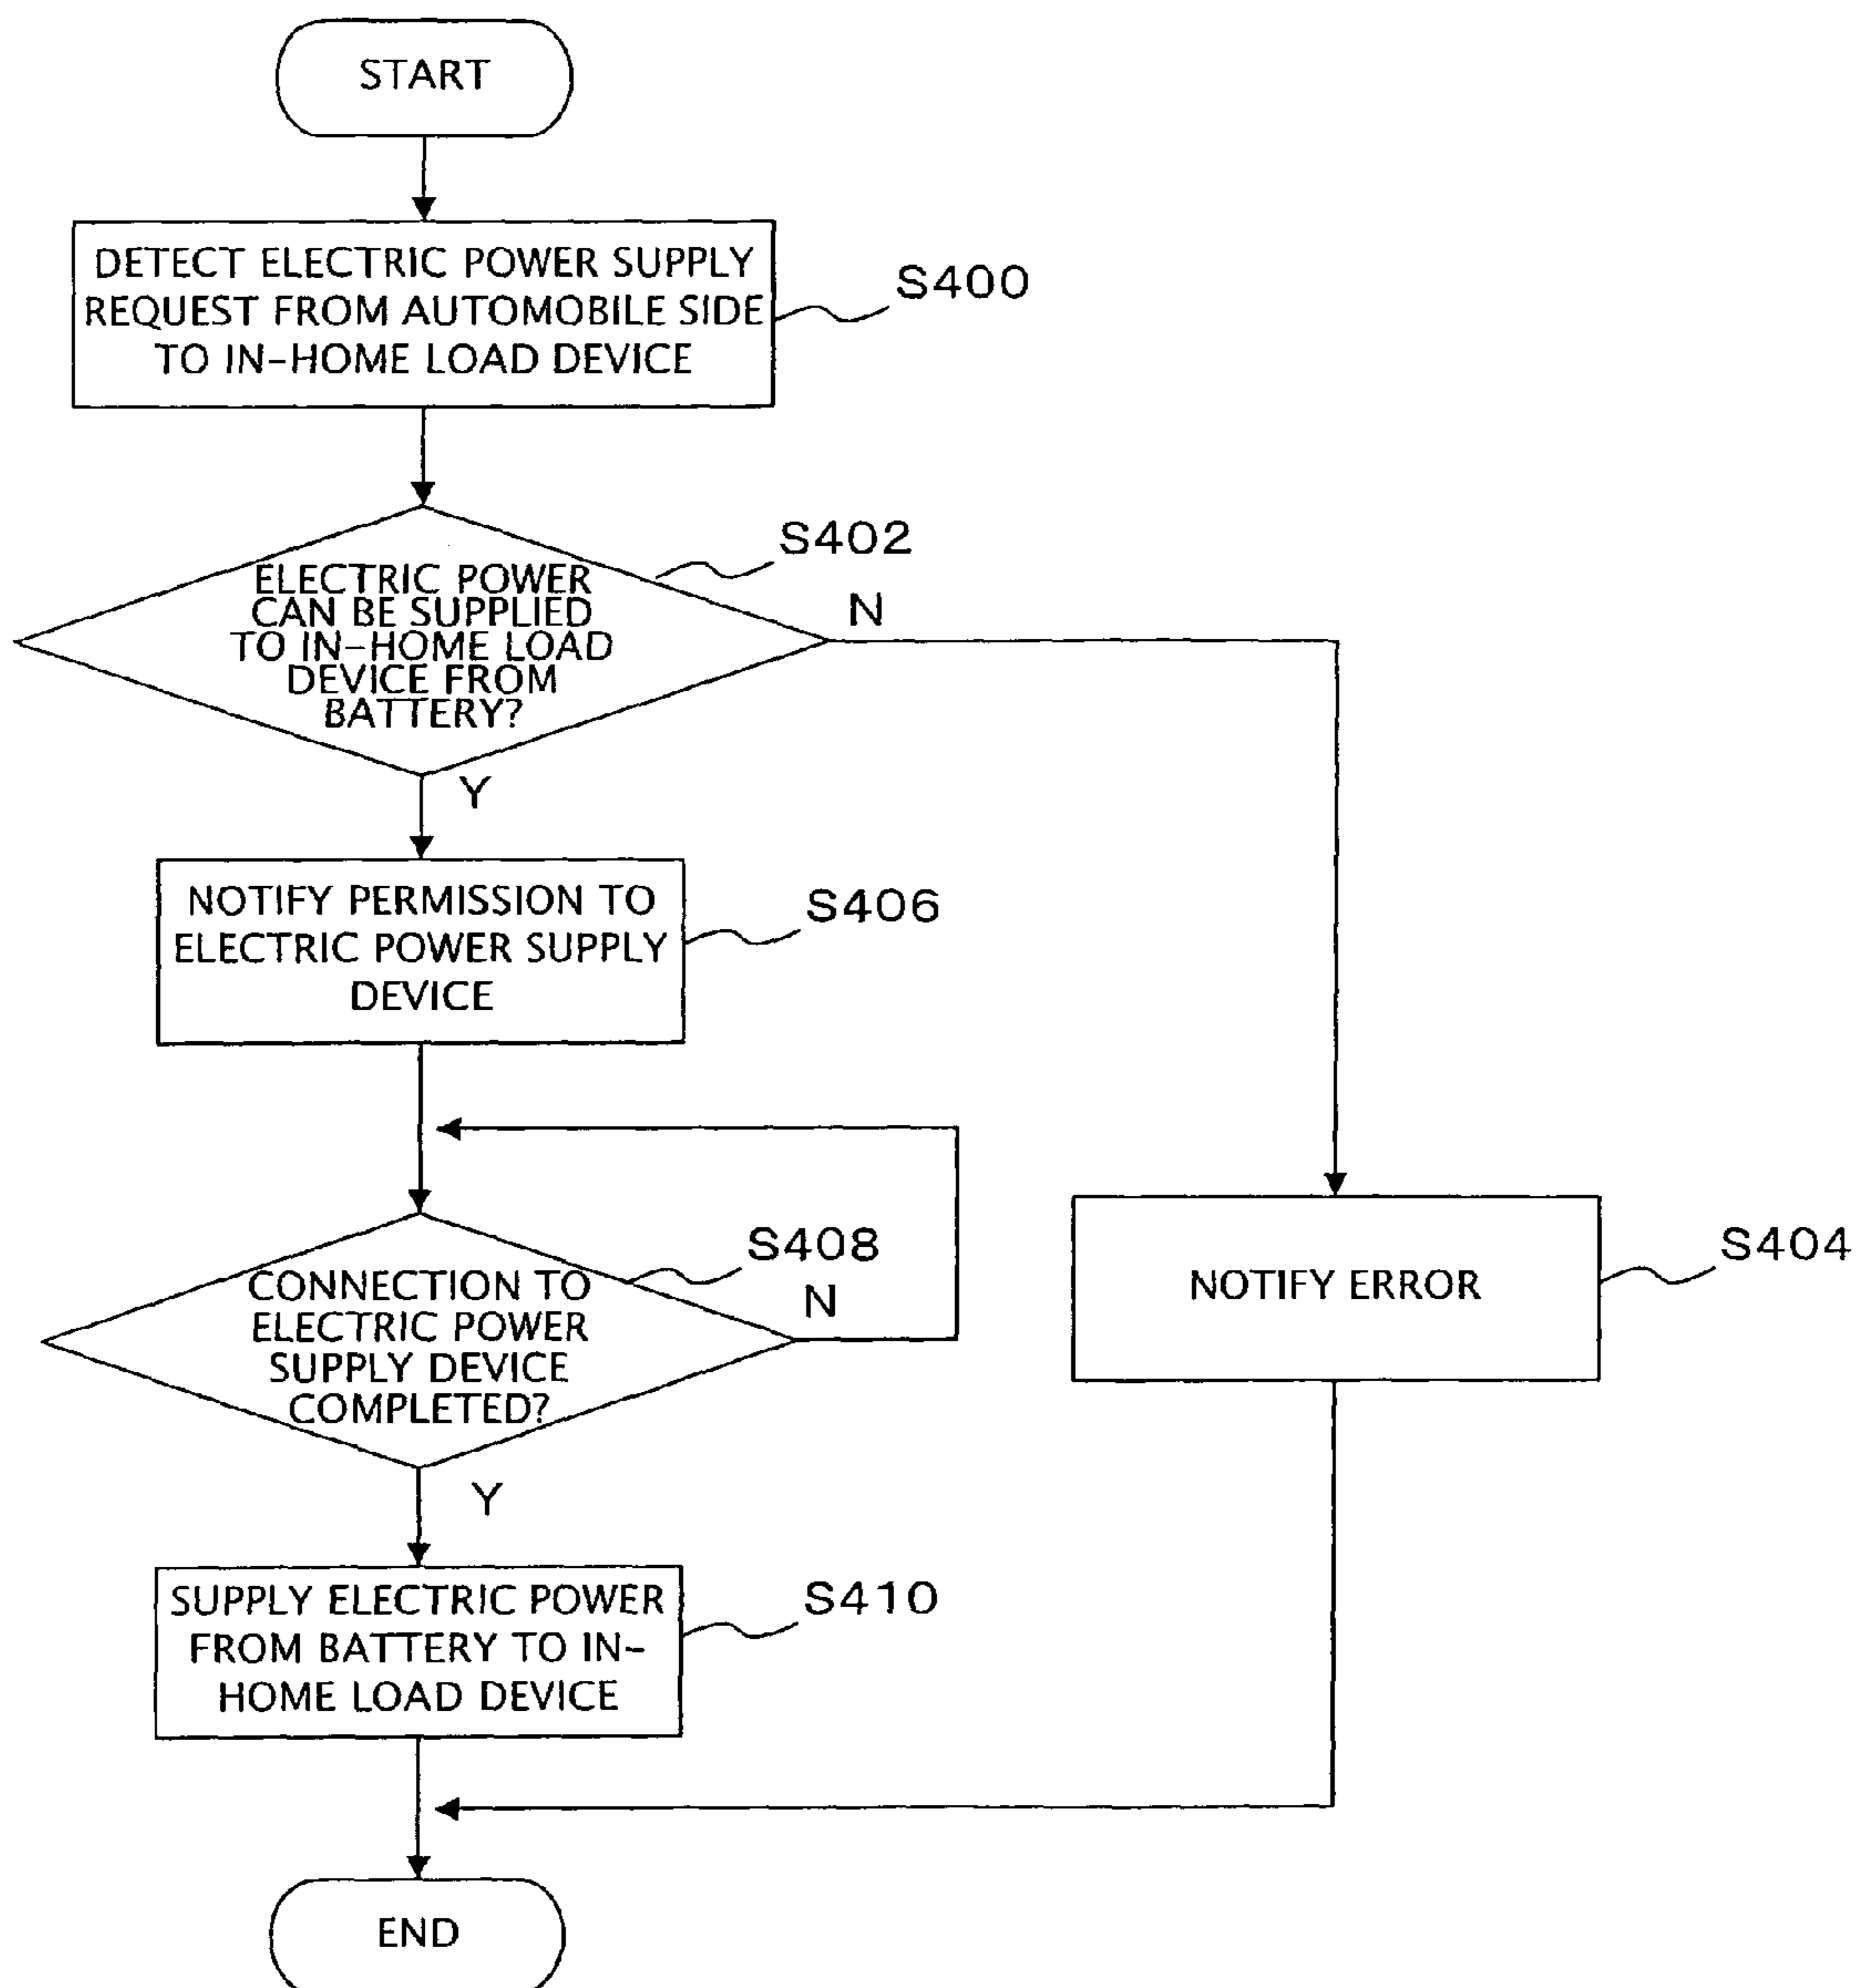 START
DETECT ELECTRIC POWER SUPPLY
REQUEST FROM AUTOMOBILE SIDE
TO IN-HOME LOAD DEVICE
S400
S402
ELECTRIC POWER
CAN BE SUPPLIED
TO IN-HOME LOAD
DEVICE FROM
BATTERY?
N
Y
NOTIFY PERMISSION TO
ELECTRIC POWER SUPPLY
DEVICE
S406
S408
CONNECTION TO
ELECTRIC POWER
SUPPLY DEVICE
COMPLETED?
N
NOTIFY ERROR
S404
Y
SUPPLY ELECTRIC POWER
FROM BATTERY TO IN-
HOME LOAD DEVICE
S410
END